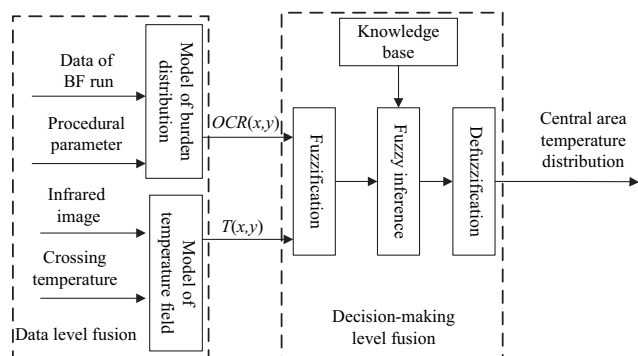 Data of
BF run
Procedural
parameter
Infrared
image
Crossing
temperature
Data level fusion
Model of burden
distribution
Model of
temperature field
OCR(x,y)
T(x,y)
Knowledge
base
Fuzzification
Fuzzy inference
Defuzzification
Decision-making
level fusion
Central area
temperature
distribution